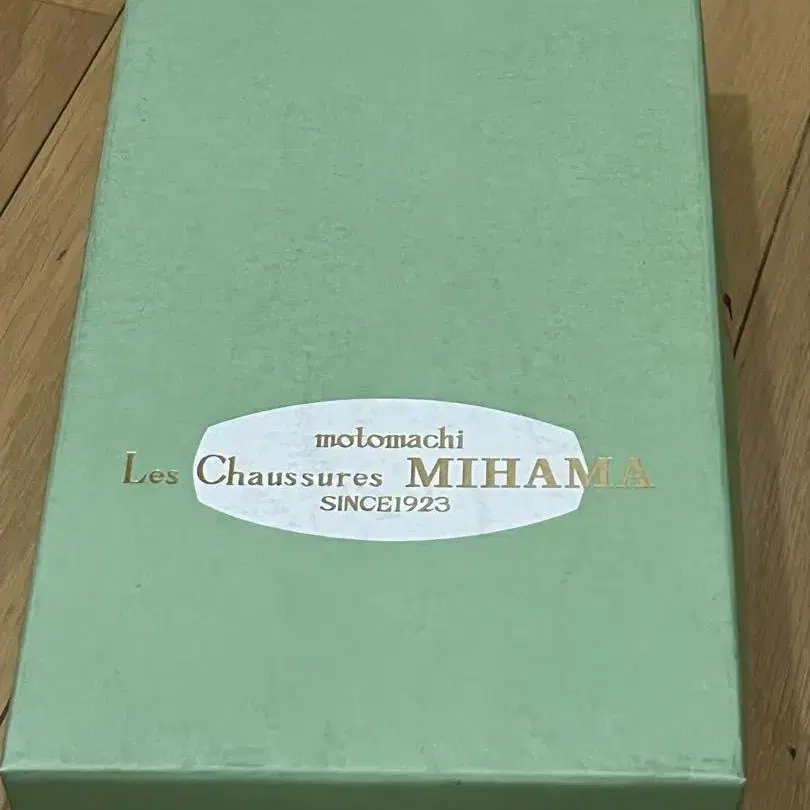 motomachi
Les Chaussures MIHAMA
SINCE1923